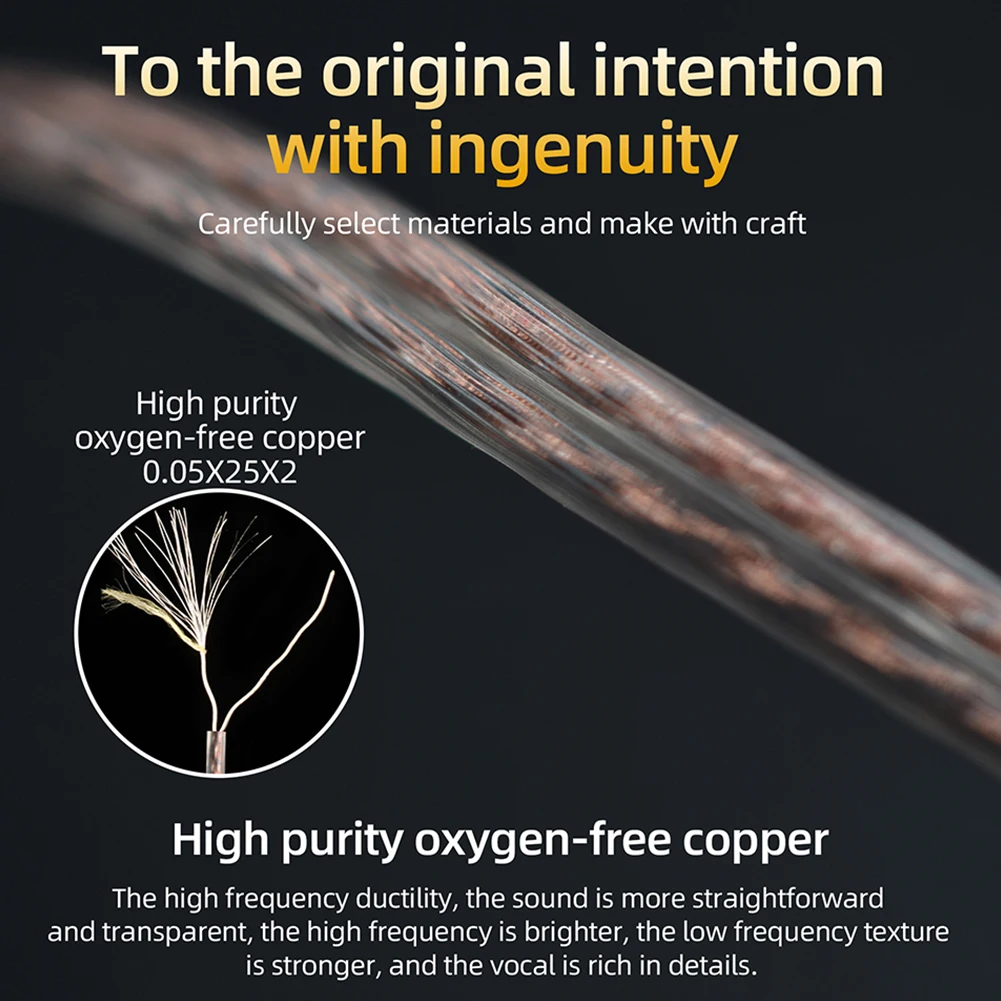 To the original intention
with ingenuity
Carefully select materials and make with craft
High purity
oxygen-free copper
0.05X25X2
High purity oxygen-free copper
The high frequency ductility, the sound is more straightforward
and transparent, the high frequency is brighter, the low frequency texture
is stronger, and the vocal is rich in details.